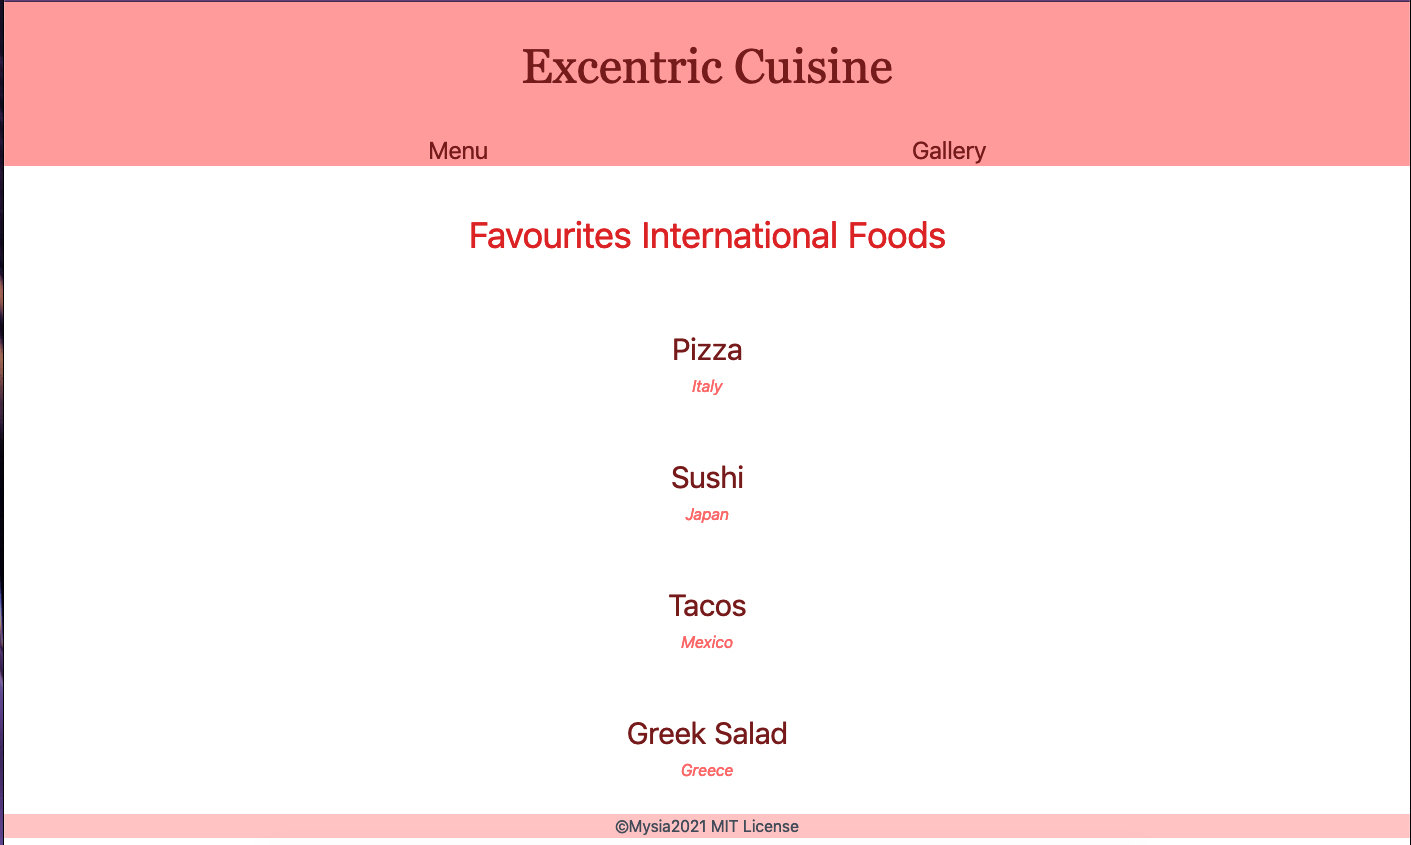 Excentric Cuisine
Menu Gallery
Favourites International Foods
Pizza
Italy
Sushi
Japan
Tacos
Mexico
Greek Salad
Greece
©Mysia2021 MIT License